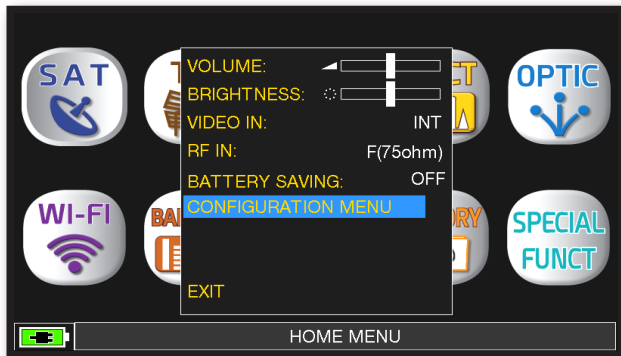 SAT
OPTIC
VOLUME:
BRIGHTNESS:
VIDEO IN: INT
RF IN: F(75ohm)
BATTERY SAVING: OFF
CONFIGURATION MENU
EXIT
WI-FI
SPECIAL
FUNCT
HOME MENU